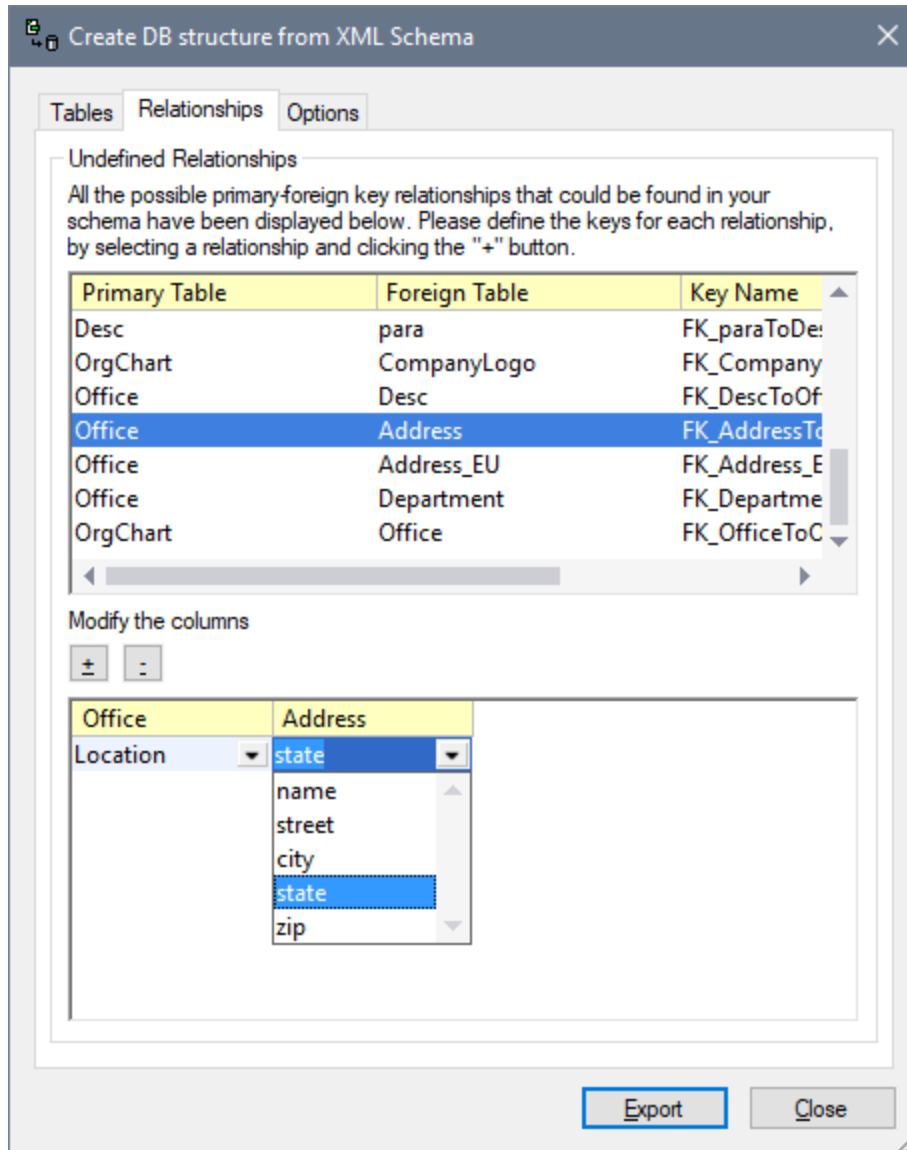 Create DB structure from XML Schema
Tables Relationships Options
Undefined Relationships
All the possible primary-foreign key relationships that could be found in your
schema have been displayed below. Please define the keys for each relationship,
by selecting a relationship and clicking the "+" button.
Primary Table Foreign Table Key Name
Desc para FK_paraToDes
OrgChart CompanyLogo FK_Company
Office Desc FK_DescToOf
Office Address FK_AddressTo
Office Address_EU FK_Address_E
Office Department FK_Departme
OrgChart Office FK_OfficeToO
Modify the columns
+ -
Office Address
Location state
name
street
city
state
zip
Export Close